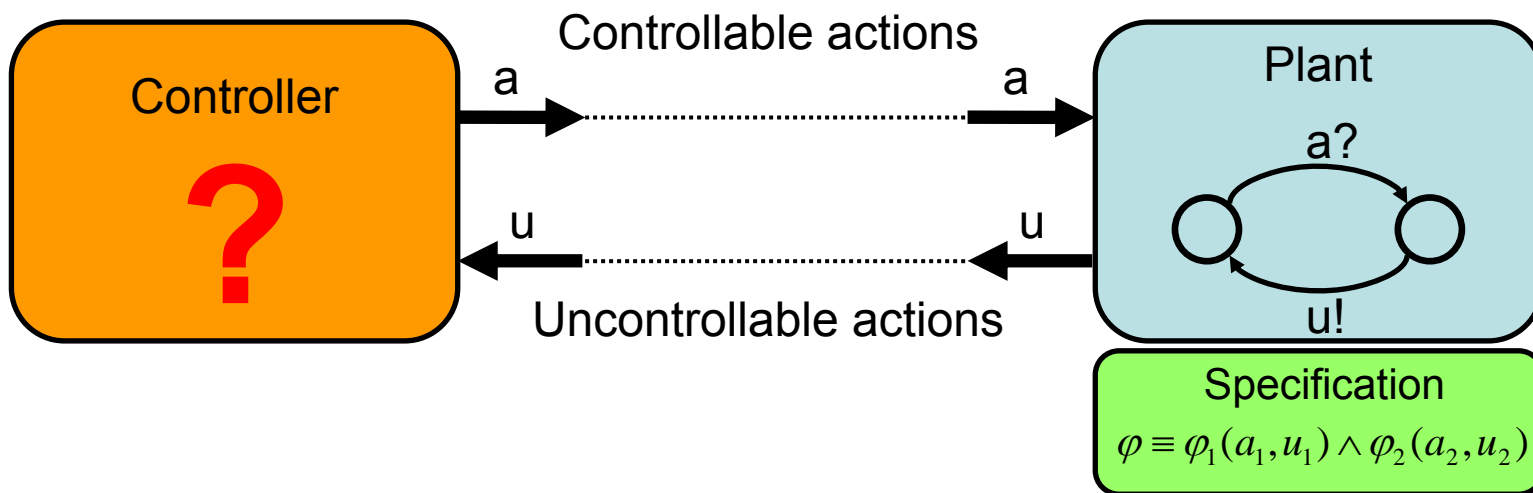 Controllable actions
Controller
?
a
a
Plant
a?
u
u
u!
Uncontrollable actions
Specification
φ ≡ φ₁(a₁,u₁) ∧ φ₂(a₂,u₂)